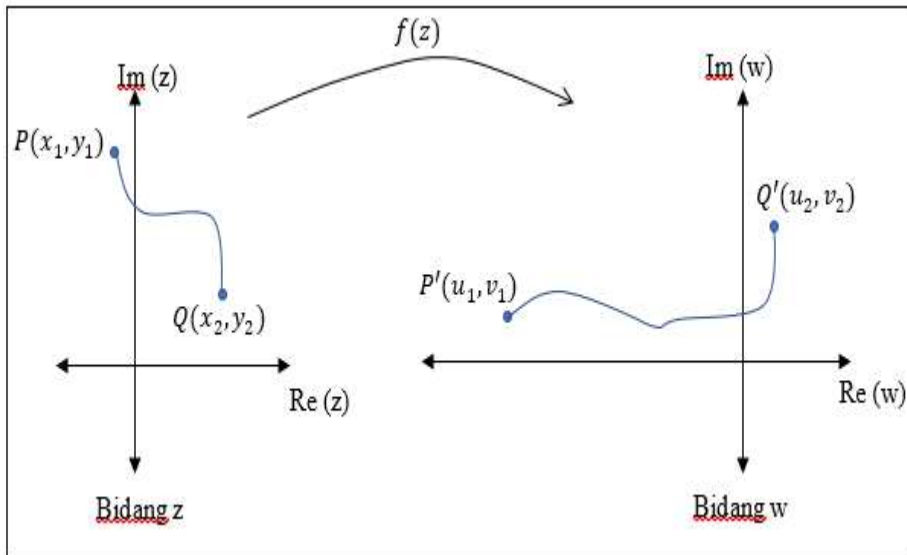 f(z)
Im (z)
Im (w)
P(x₁, y₁)
Q'(u₂, v₂)
P'(u₁, v₁)
Q(x₂, y₂)
Re (z)
Re (w)
Bidang z
Bidang w